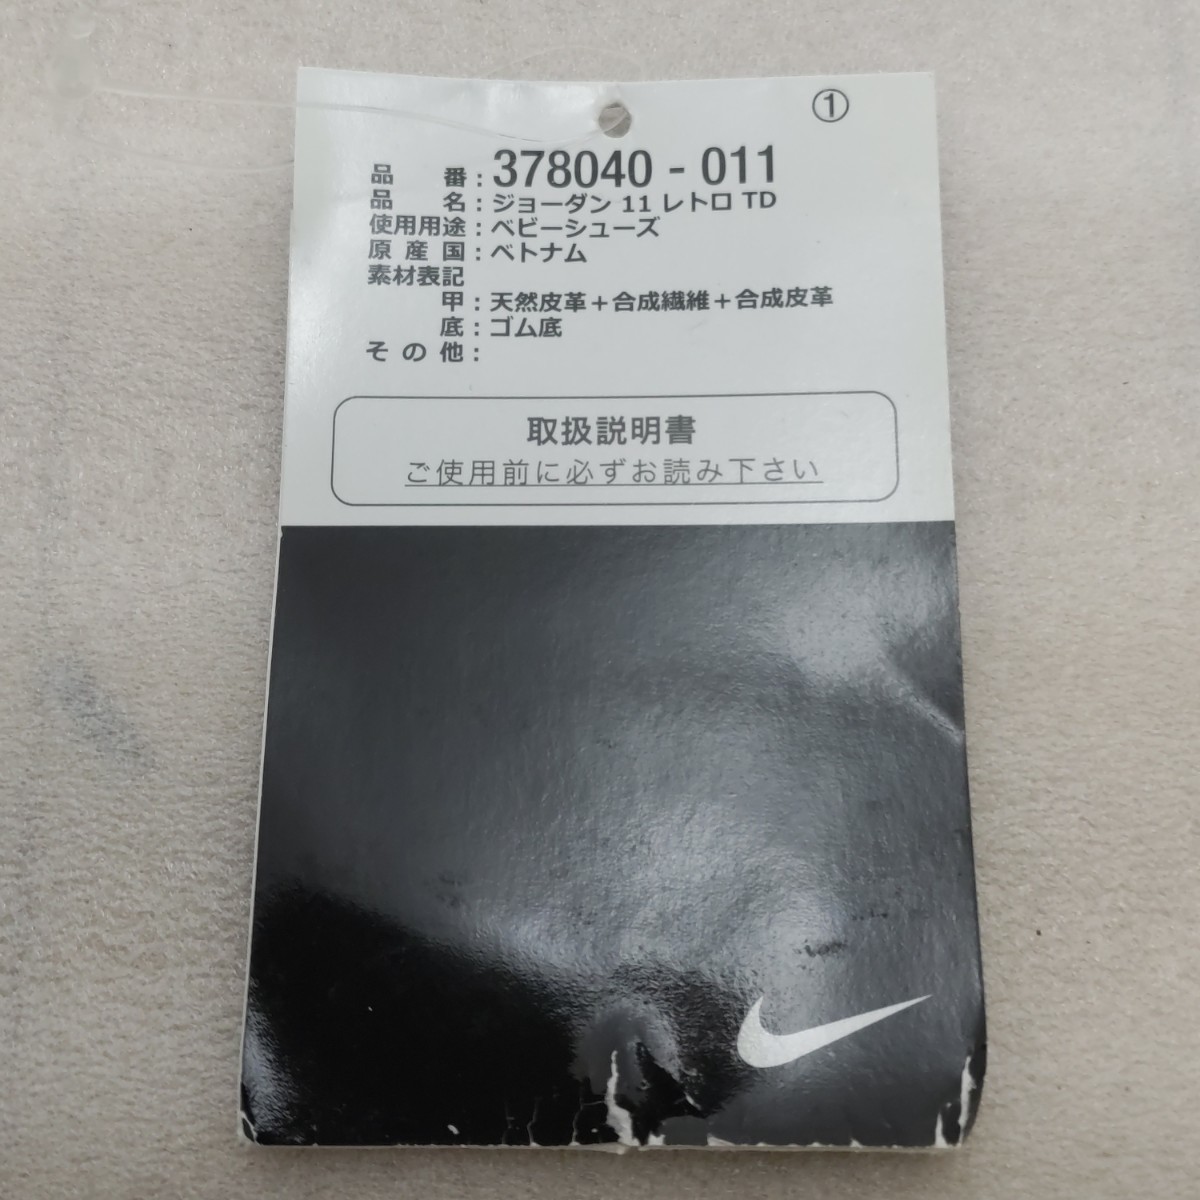 ①
品 番：378040 - 011
品 名：ジョーダン 11 レトロ TD
使用用途：ベビーシューズ
原 産 国：ベトナム
素材表記
甲：天然皮革＋合成繊維＋合成皮革
底：ゴム底
そ の 他：
取扱説明書
ご使用前に必ずお読み下さい